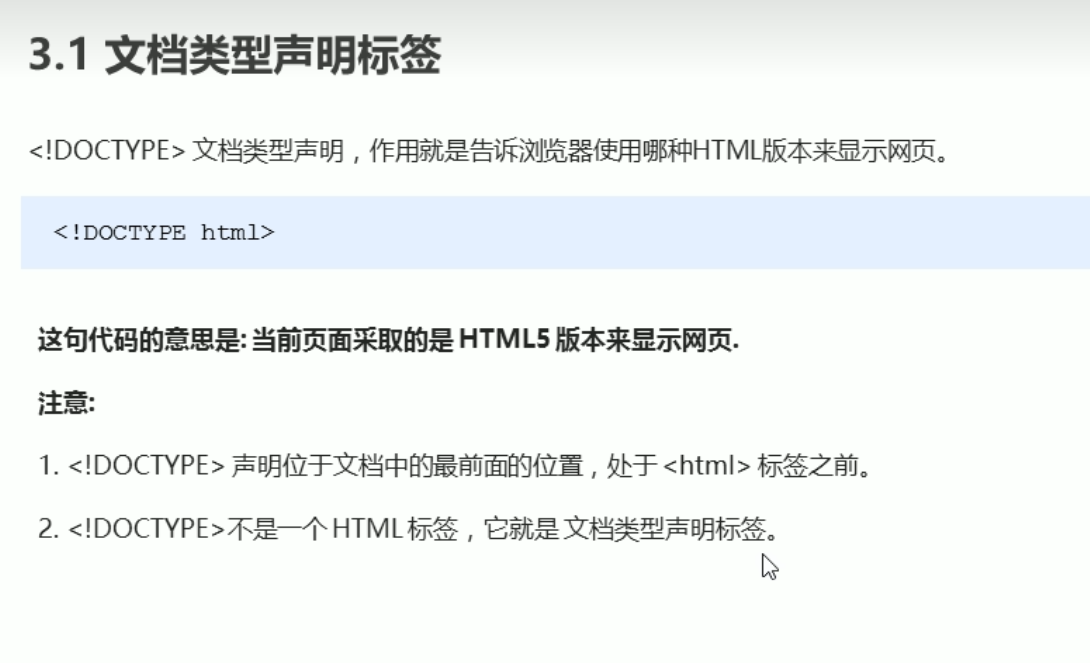 3.1 文档类型声明标签
<!DOCTYPE> 文档类型声明，作用就是告诉浏览器使用哪种HTML版本来显示网页。
<!DOCTYPE html>
这句代码的意思是: 当前页面采取的是 HTML5 版本来显示网页.
注意:
1. <!DOCTYPE> 声明位于文档中的最前面的位置，处于 <html> 标签之前。
2. <!DOCTYPE>不是一个 HTML 标签，它就是 文档类型声明标签。